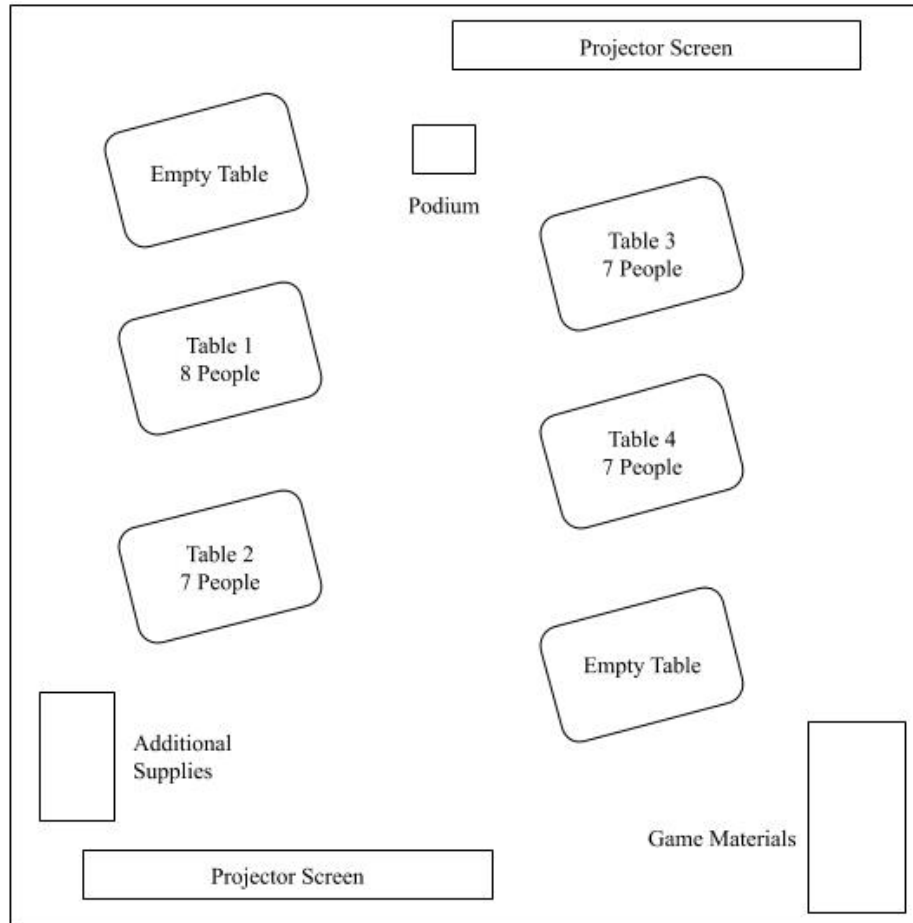 Projector Screen
Empty Table
Podium
Table 3
7 People
Table 1
8 People
Table 4
7 People
Table 2
7 People
Empty Table
Additional
Supplies
Game Materials
Projector Screen